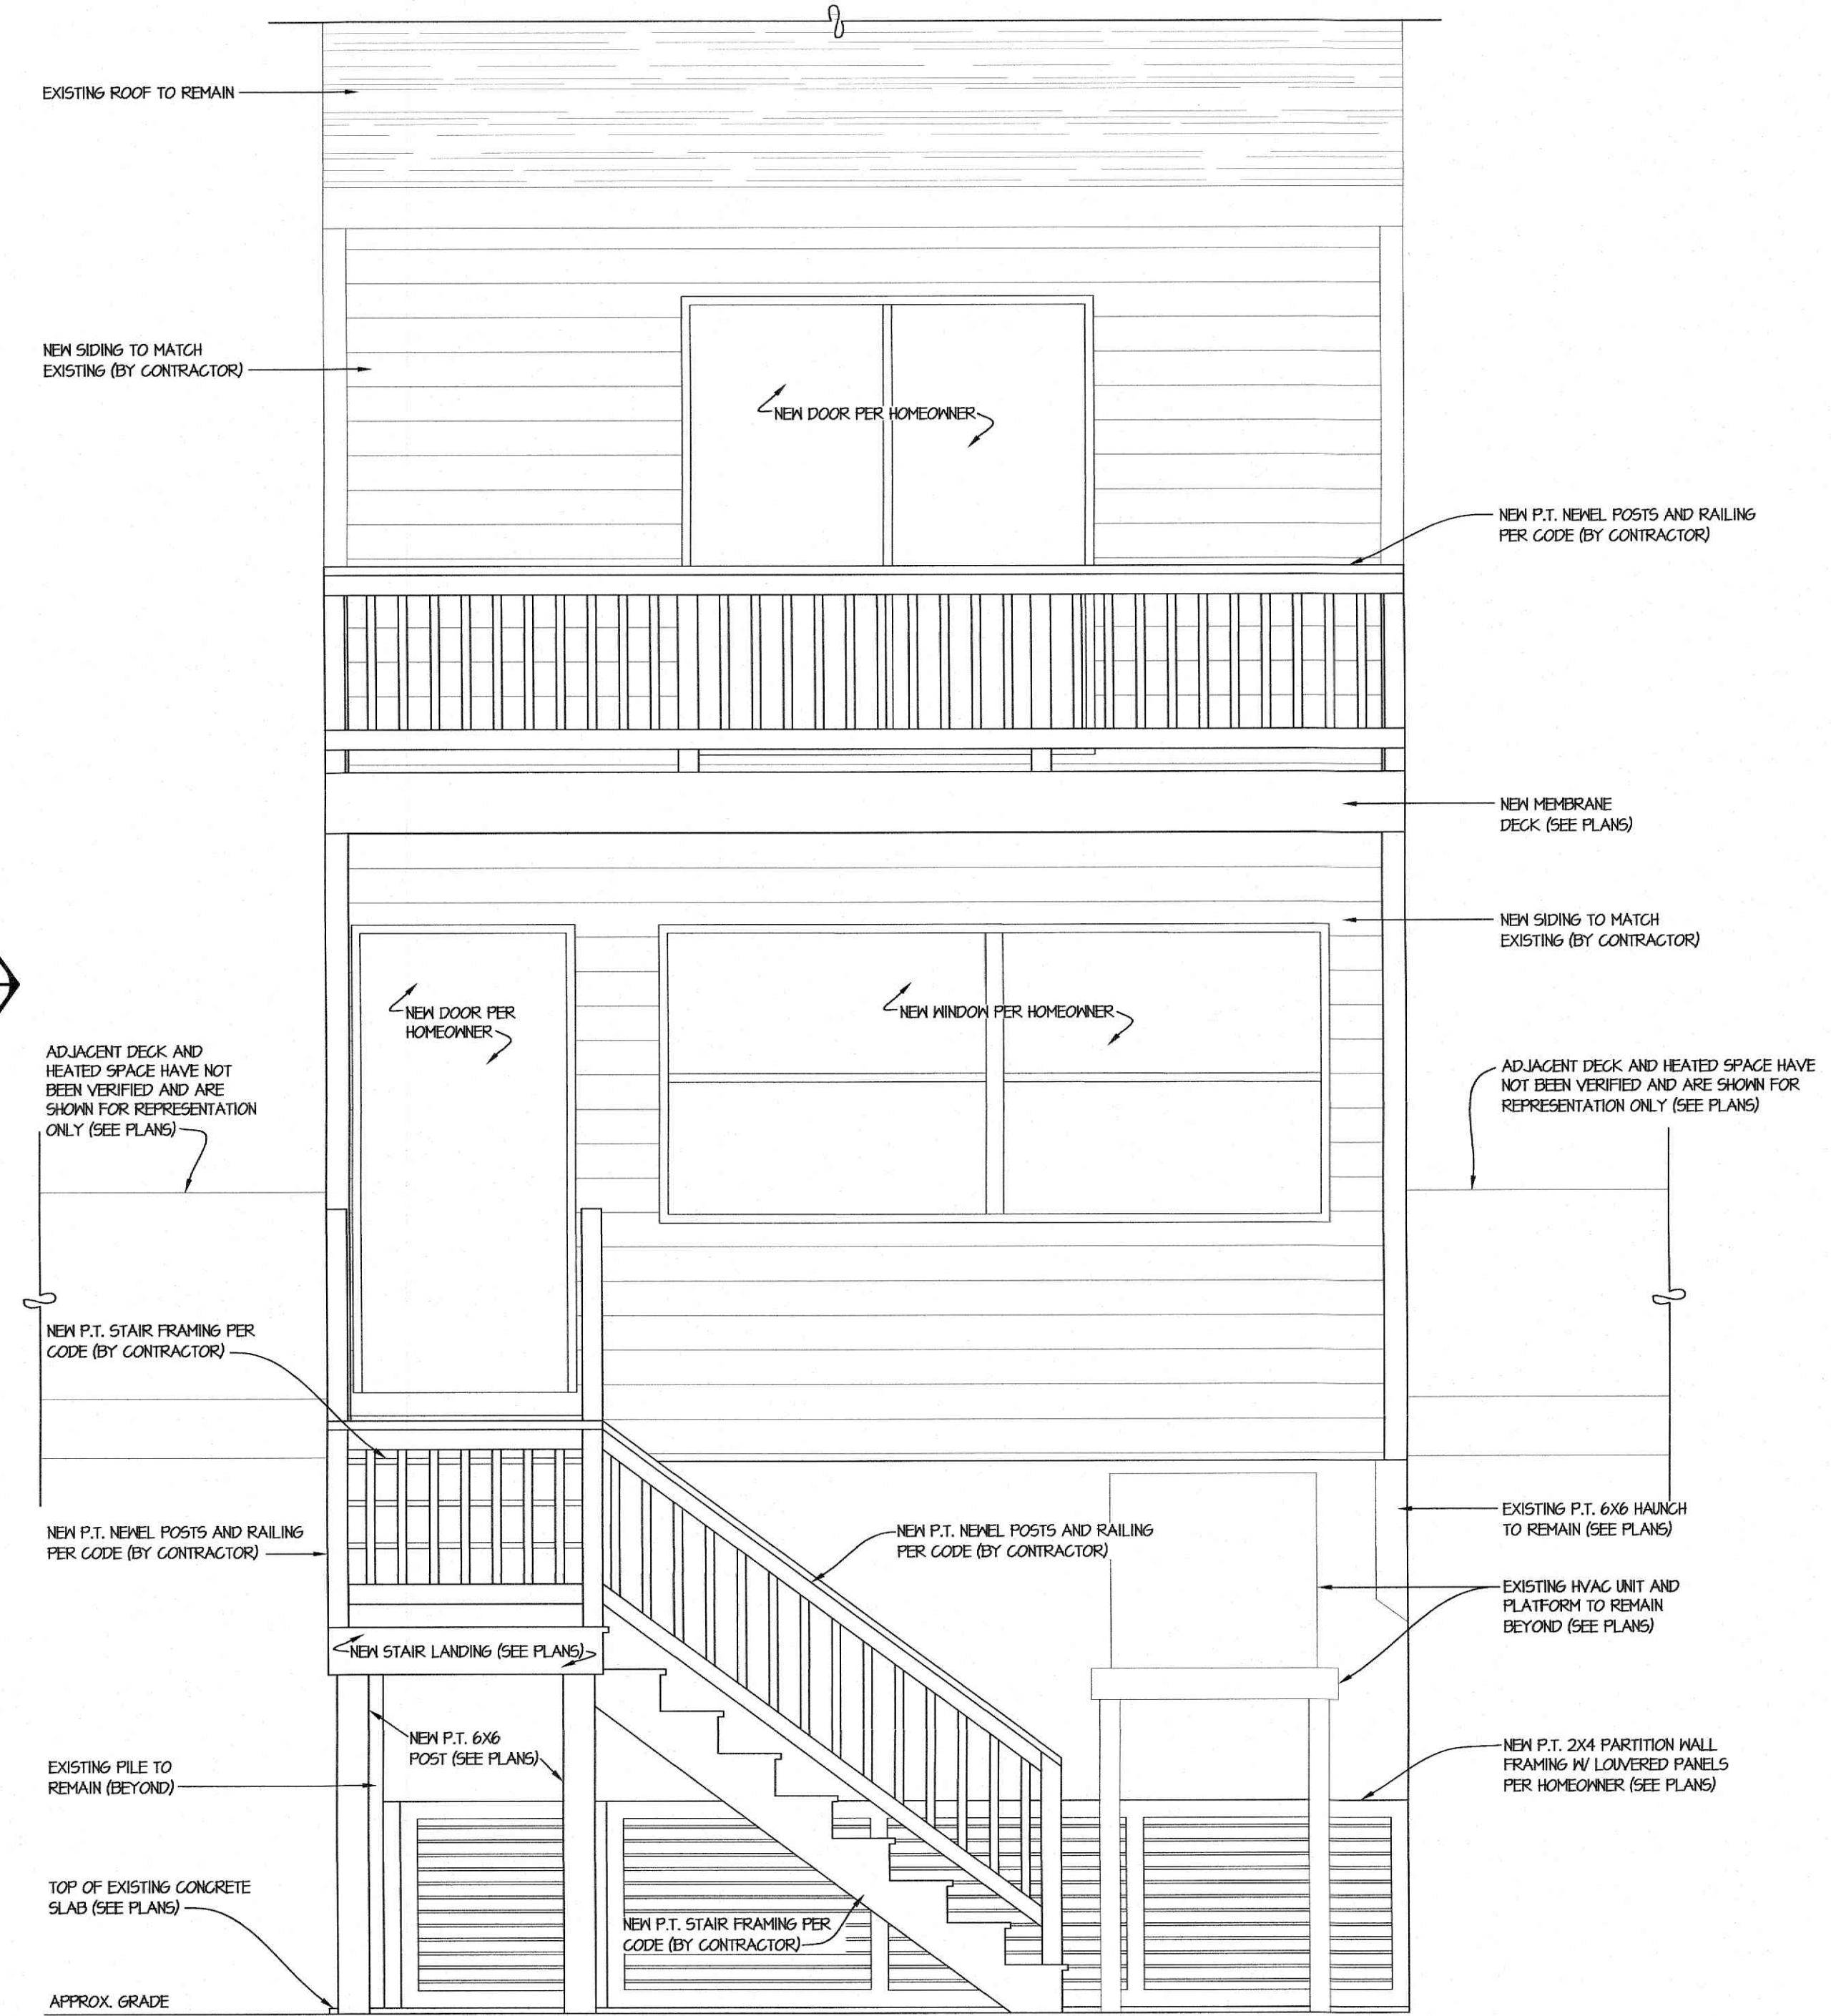 EXISTING ROOF TO REMAIN
NEW SIDING TO MATCH
EXISTING (BY CONTRACTOR)
NEW DOOR PER HOMEOWNER
NEW P.T. NEWEL POSTS AND RAILING
PER CODE (BY CONTRACTOR)
NEW MEMBRANE
DECK (SEE PLANS)
NEW SIDING TO MATCH
EXISTING (BY CONTRACTOR)
NEW DOOR PER
HOMEOWNER
NEW WINDOW PER HOMEOWNER
ADJACENT DECK AND
HEATED SPACE HAVE NOT
BEEN VERIFIED AND ARE
SHOWN FOR REPRESENTATION
ONLY (SEE PLANS)
ADJACENT DECK AND HEATED SPACE HAVE
NOT BEEN VERIFIED AND ARE SHOWN FOR
REPRESENTATION ONLY (SEE PLANS)
NEW P.T. STAIR FRAMING PER
CODE (BY CONTRACTOR)
NEW P.T. NEWEL POSTS AND RAILING
PER CODE (BY CONTRACTOR)
NEW P.T. NEWEL POSTS AND RAILING
PER CODE (BY CONTRACTOR)
EXISTING P.T. 6X6 HAUNCH
TO REMAIN (SEE PLANS)
EXISTING HVAC UNIT AND
PLATFORM TO REMAIN
BEYOND (SEE PLANS)
NEW STAIR LANDING (SEE PLANS)
NEW P.T. 6X6
POST (SEE PLANS)
EXISTING PILE TO
REMAIN (BEYOND)
NEW P.T. 2X4 PARTITION WALL
FRAMING W/ LOUVERED PANELS
PER HOMEOWNER (SEE PLANS)
TOP OF EXISTING CONCRETE
SLAB (SEE PLANS)
NEW P.T. STAIR FRAMING PER
CODE (BY CONTRACTOR)
APPROX. GRADE